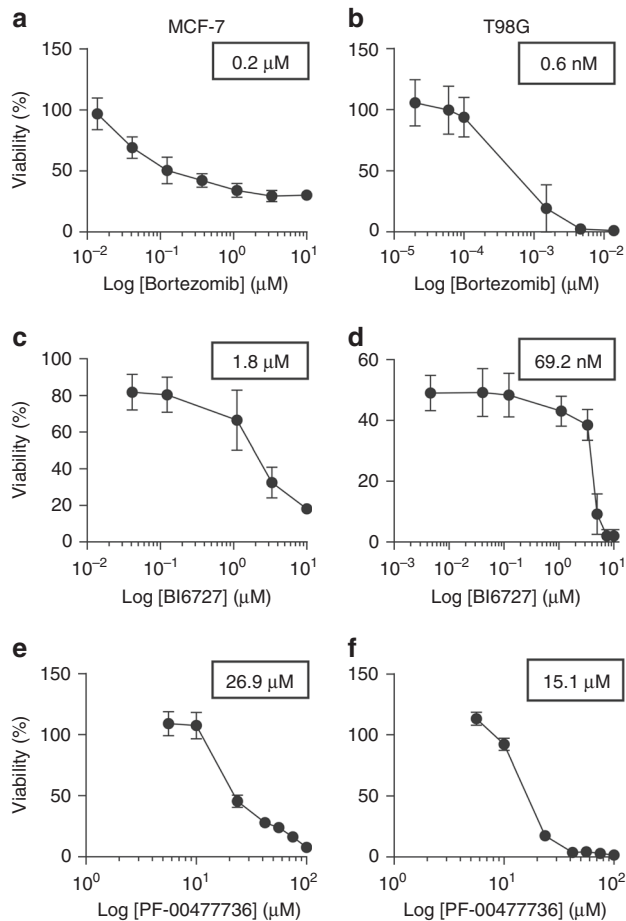 a
MCF-7
0.2 μM
Viability (%)
150
100
50
0
10⁻²
10⁻¹
10⁰
10¹
Log [Bortezomib] (μM)
b
T98G
0.6 nM
150
100
50
0
10⁻⁵
10⁻⁴
10⁻³
10⁻²
Log [Bortezomib] (μM)
c
1.8 μM
Viability (%)
100
80
60
40
20
0
10⁻²
10⁻¹
10⁰
10¹
Log [BI6727] (μM)
d
69.2 nM
60
40
20
0
10⁻³
10⁻²
10⁻¹
10⁰
10¹
Log [BI6727] (μM)
e
26.9 μM
Viability (%)
150
100
50
0
10⁰
10¹
10²
Log [PF-00477736] (μM)
f
15.1 μM
150
100
50
0
10⁰
10¹
10²
Log [PF-00477736] (μM)